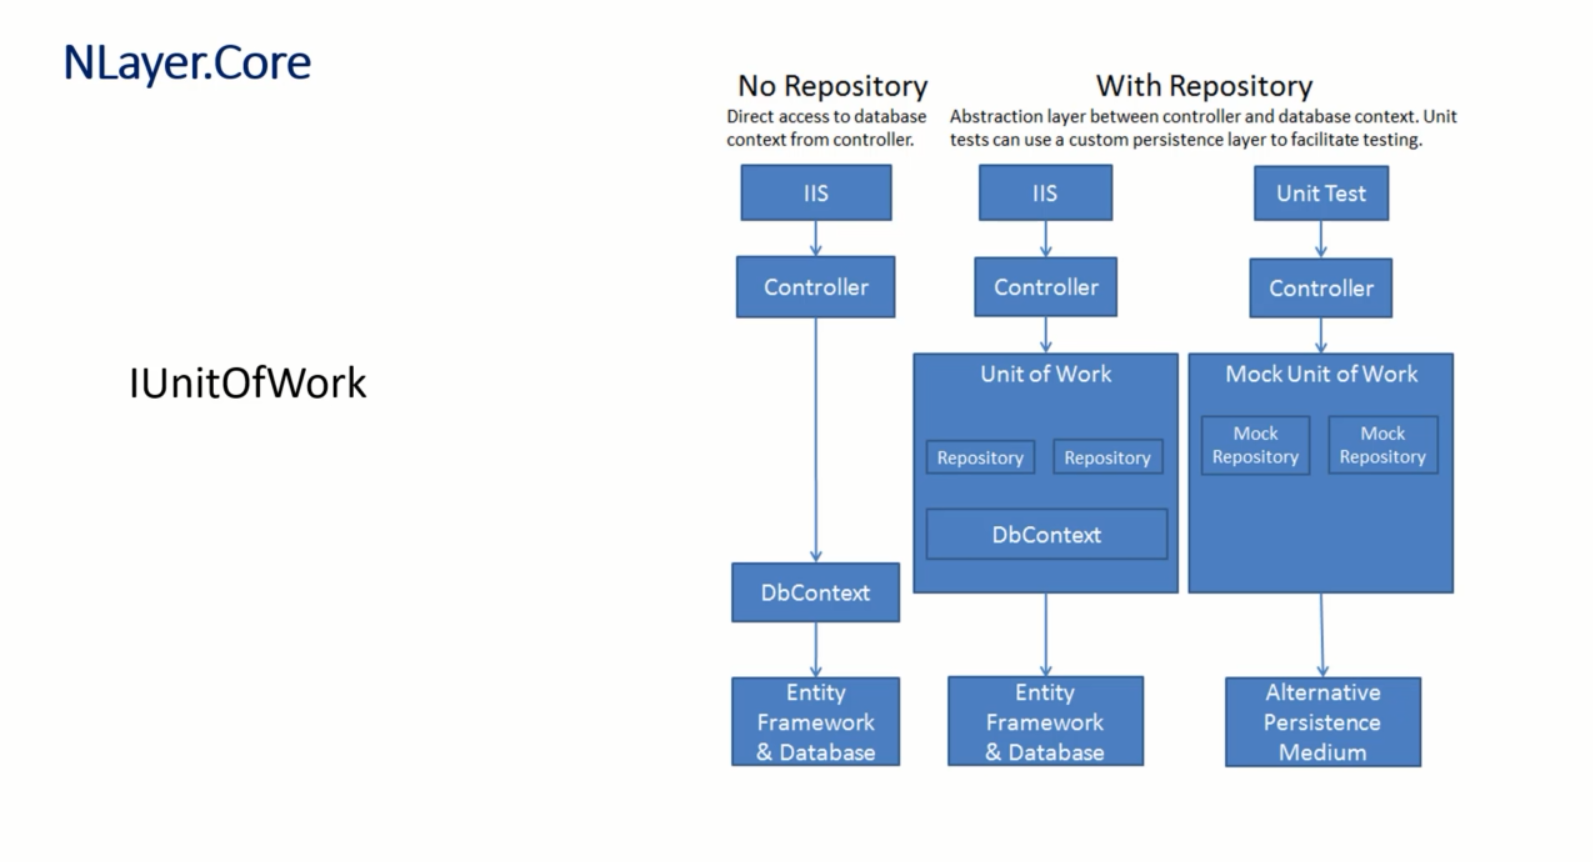 NLayer.Core
IUnitOfWork
No Repository
Direct access to database
context from controller.
IIS
Controller
DbContext
Entity
Framework
& Database
With Repository
Abstraction layer between controller and database context. Unit
tests can use a custom persistence layer to facilitate testing.
IIS
Controller
Unit of Work
Repository
Repository
DbContext
Entity
Framework
& Database
Unit Test
Controller
Mock Unit of Work
Mock
Repository
Mock
Repository
Alternative
Persistence
Medium